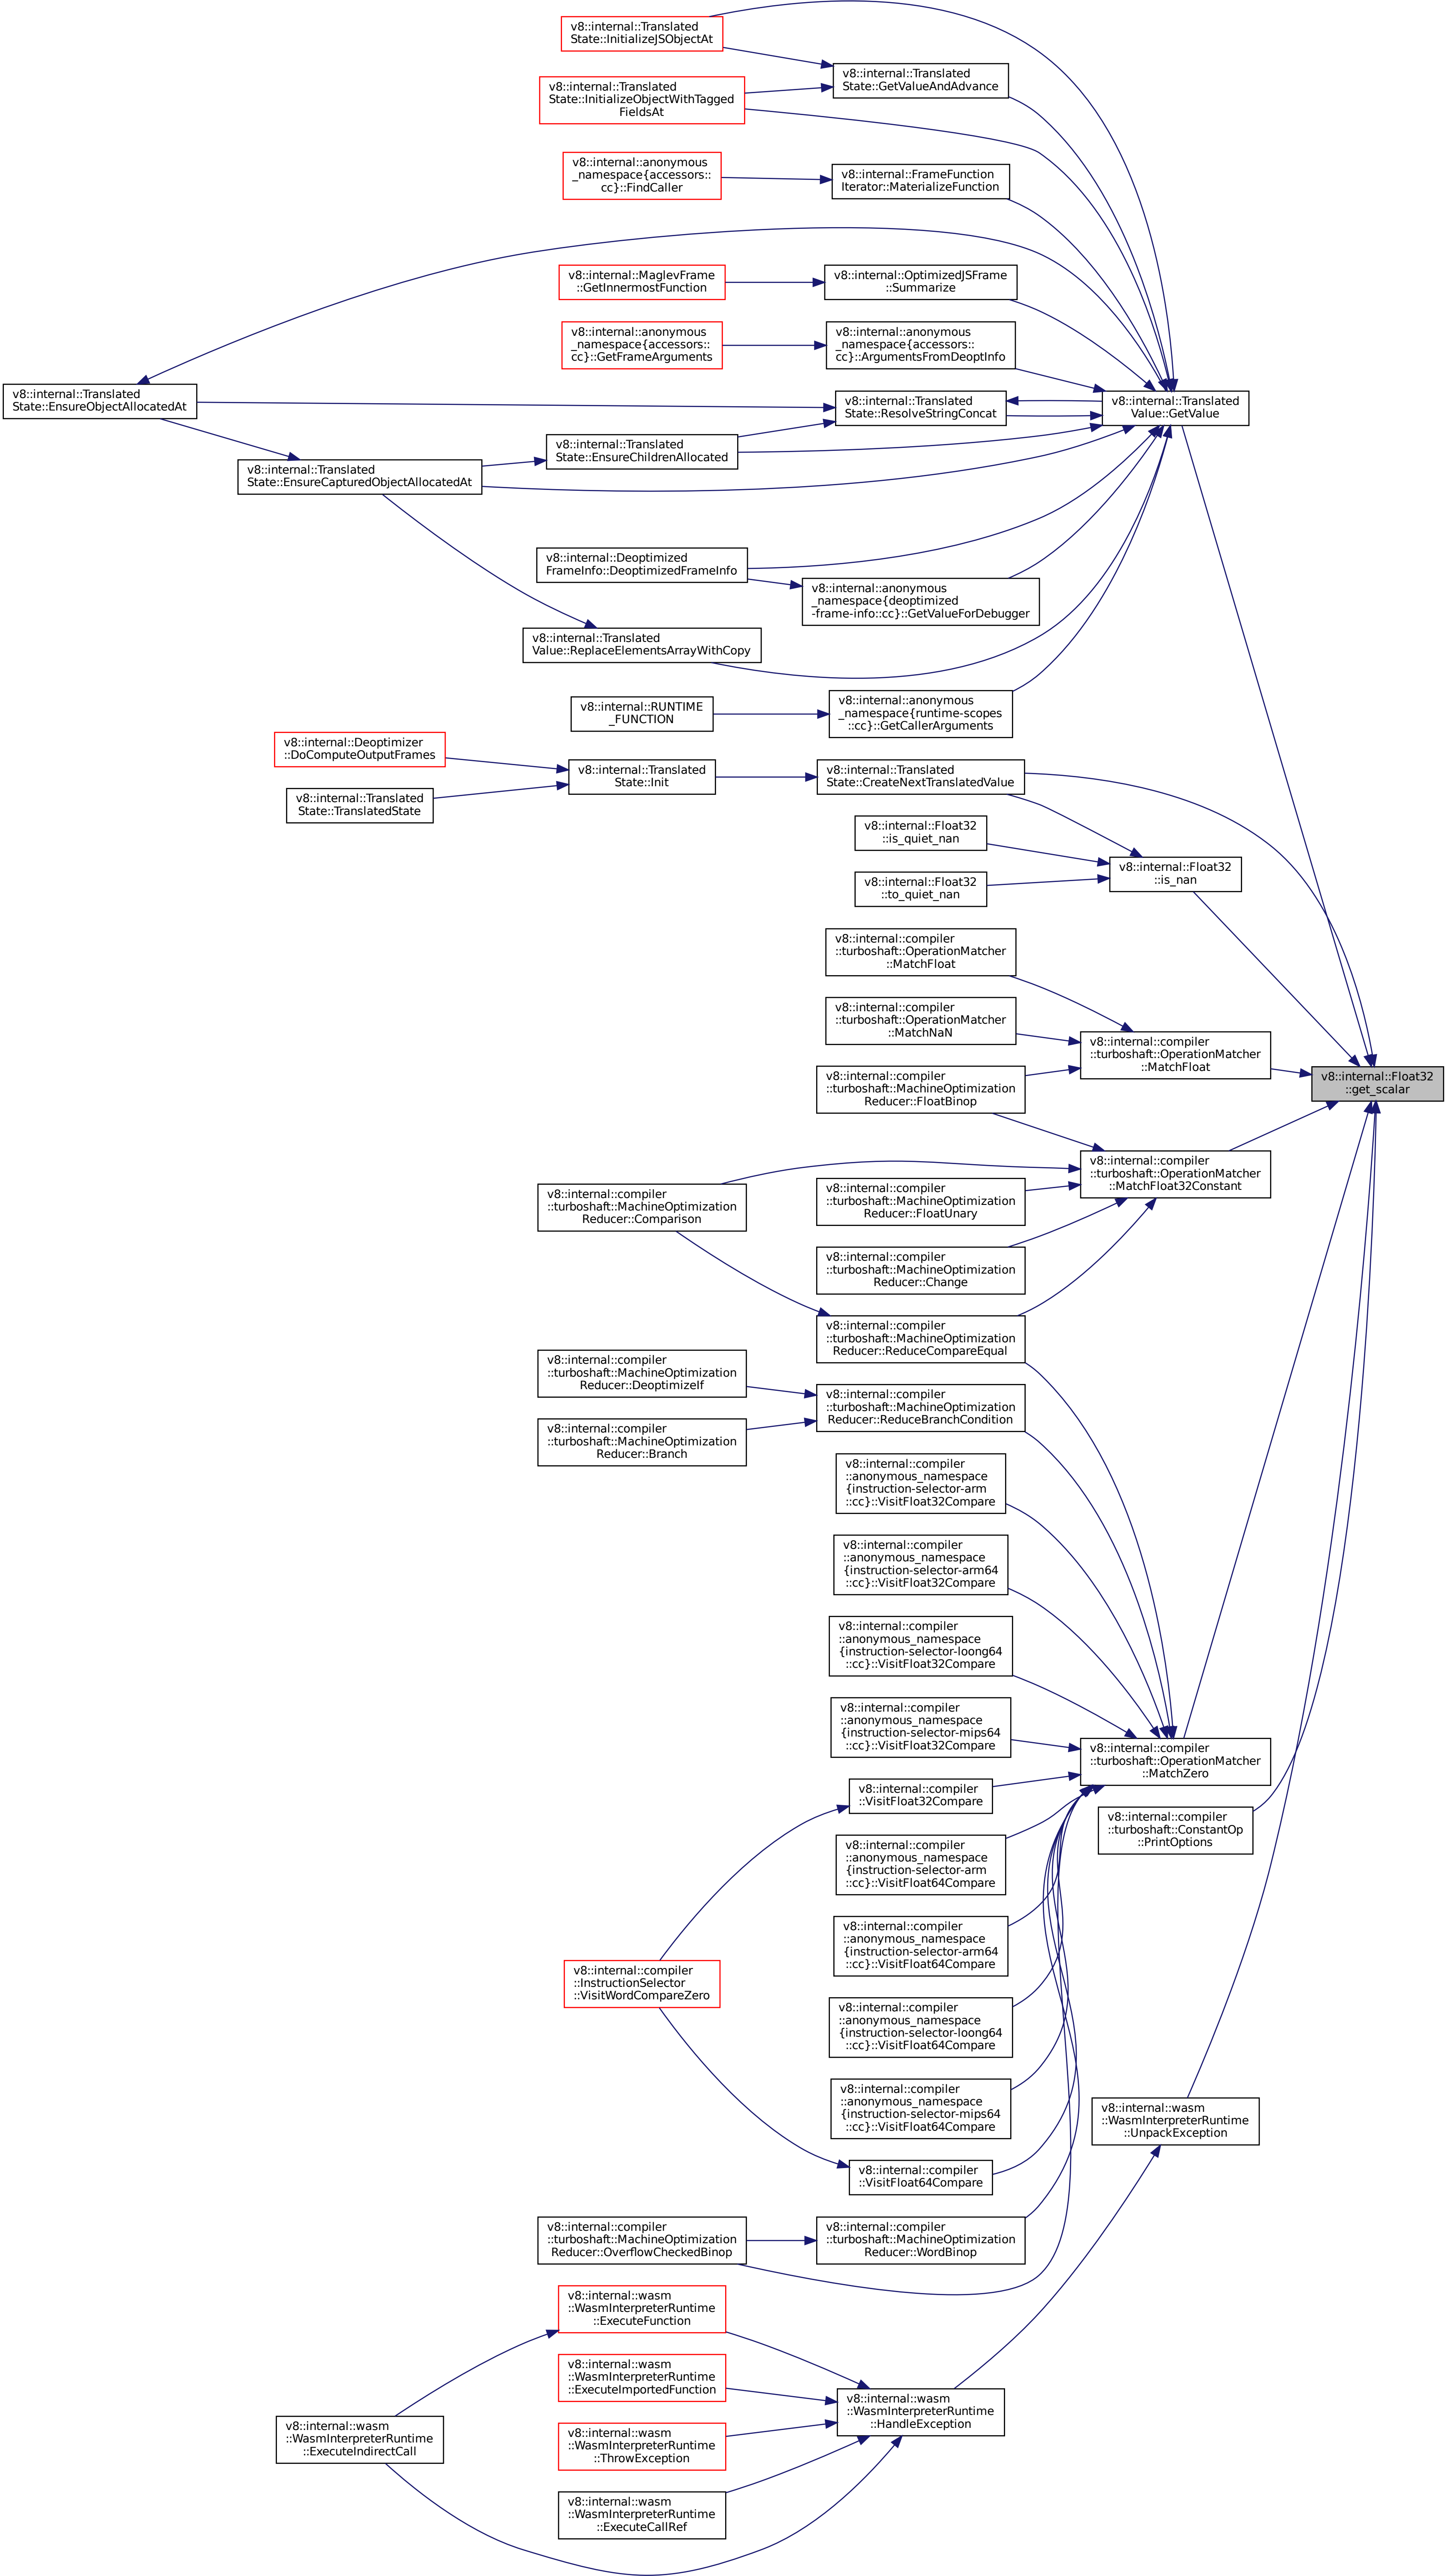 v8::internal::Translated
State::InitializeJSObjectAt
v8::internal::Translated
State::GetValueAndAdvance
v8::internal::Translated
State::InitializeObjectWithTagged
FieldsAt
v8::internal::anonymous
_namespace{accessors::
cc}::FindCaller
v8::internal::FrameFunction
Iterator::MaterializeFunction
v8::internal::MaglevFrame
::GetInnermostFunction
v8::internal::OptimizedJSFrame
::Summarize
v8::internal::anonymous
_namespace{accessors::
cc}::GetFrameArguments
v8::internal::anonymous
_namespace{accessors::
cc}::ArgumentsFromDeoptInfo
v8::internal::Translated
State::EnsureObjectAllocatedAt
v8::internal::Translated
State::ResolveStringConcat
v8::internal::Translated
Value::GetValue
v8::internal::Translated
State::EnsureChildrenAllocated
v8::internal::Translated
State::EnsureCapturedObjectAllocatedAt
v8::internal::Deoptimized
FrameInfo::DeoptimizedFrameInfo
v8::internal::anonymous
_namespace{deoptimized
-frame-info::cc}::GetValueForDebugger
v8::internal::Translated
Value::ReplaceElementsArrayWithCopy
v8::internal::RUNTIME
_FUNCTION
v8::internal::anonymous
_namespace{runtime-scopes
::cc}::GetCallerArguments
v8::internal::Deoptimizer
::DoComputeOutputFrames
v8::internal::Translated
State::Init
v8::internal::Translated
State::CreateNextTranslatedValue
v8::internal::Translated
State::TranslatedState
v8::internal::Float32
::is_quiet_nan
v8::internal::Float32
::is_nan
v8::internal::Float32
::to_quiet_nan
v8::internal::compiler
::turboshaft::OperationMatcher
::MatchFloat
v8::internal::compiler
::turboshaft::OperationMatcher
::MatchNaN
v8::internal::compiler
::turboshaft::OperationMatcher
::MatchFloat
v8::internal::Float32
::get_scalar
v8::internal::compiler
::turboshaft::MachineOptimization
Reducer::FloatBinop
v8::internal::compiler
::turboshaft::OperationMatcher
::MatchFloat32Constant
v8::internal::compiler
::turboshaft::MachineOptimization
Reducer::Comparison
v8::internal::compiler
::turboshaft::MachineOptimization
Reducer::FloatUnary
v8::internal::compiler
::turboshaft::MachineOptimization
Reducer::Change
v8::internal::compiler
::turboshaft::MachineOptimization
Reducer::ReduceCompareEqual
v8::internal::compiler
::turboshaft::MachineOptimization
Reducer::DeoptimizeIf
v8::internal::compiler
::turboshaft::MachineOptimization
Reducer::ReduceBranchCondition
v8::internal::compiler
::turboshaft::MachineOptimization
Reducer::Branch
v8::internal::compiler
::anonymous_namespace
{instruction-selector-arm
::cc}::VisitFloat32Compare
v8::internal::compiler
::anonymous_namespace
{instruction-selector-arm64
::cc}::VisitFloat32Compare
v8::internal::compiler
::anonymous_namespace
{instruction-selector-loong64
::cc}::VisitFloat32Compare
v8::internal::compiler
::anonymous_namespace
{instruction-selector-mips64
::cc}::VisitFloat32Compare
v8::internal::compiler
::turboshaft::OperationMatcher
::MatchZero
v8::internal::compiler
::VisitFloat32Compare
v8::internal::compiler
::turboshaft::ConstantOp
::PrintOptions
v8::internal::compiler
::anonymous_namespace
{instruction-selector-arm
::cc}::VisitFloat64Compare
v8::internal::compiler
::anonymous_namespace
{instruction-selector-arm64
::cc}::VisitFloat64Compare
v8::internal::compiler
::InstructionSelector
::VisitWordCompareZero
v8::internal::compiler
::anonymous_namespace
{instruction-selector-loong64
::cc}::VisitFloat64Compare
v8::internal::compiler
::anonymous_namespace
{instruction-selector-mips64
::cc}::VisitFloat64Compare
v8::internal::wasm
::WasmInterpreterRuntime
::UnpackException
v8::internal::compiler
::VisitFloat64Compare
v8::internal::compiler
::turboshaft::MachineOptimization
Reducer::OverflowCheckedBinop
v8::internal::compiler
::turboshaft::MachineOptimization
Reducer::WordBinop
v8::internal::wasm
::WasmInterpreterRuntime
::ExecuteFunction
v8::internal::wasm
::WasmInterpreterRuntime
::ExecuteImportedFunction
v8::internal::wasm
::WasmInterpreterRuntime
::HandleException
v8::internal::wasm
::WasmInterpreterRuntime
::ExecuteIndirectCall
v8::internal::wasm
::WasmInterpreterRuntime
::ThrowException
v8::internal::wasm
::WasmInterpreterRuntime
::ExecuteCallRef